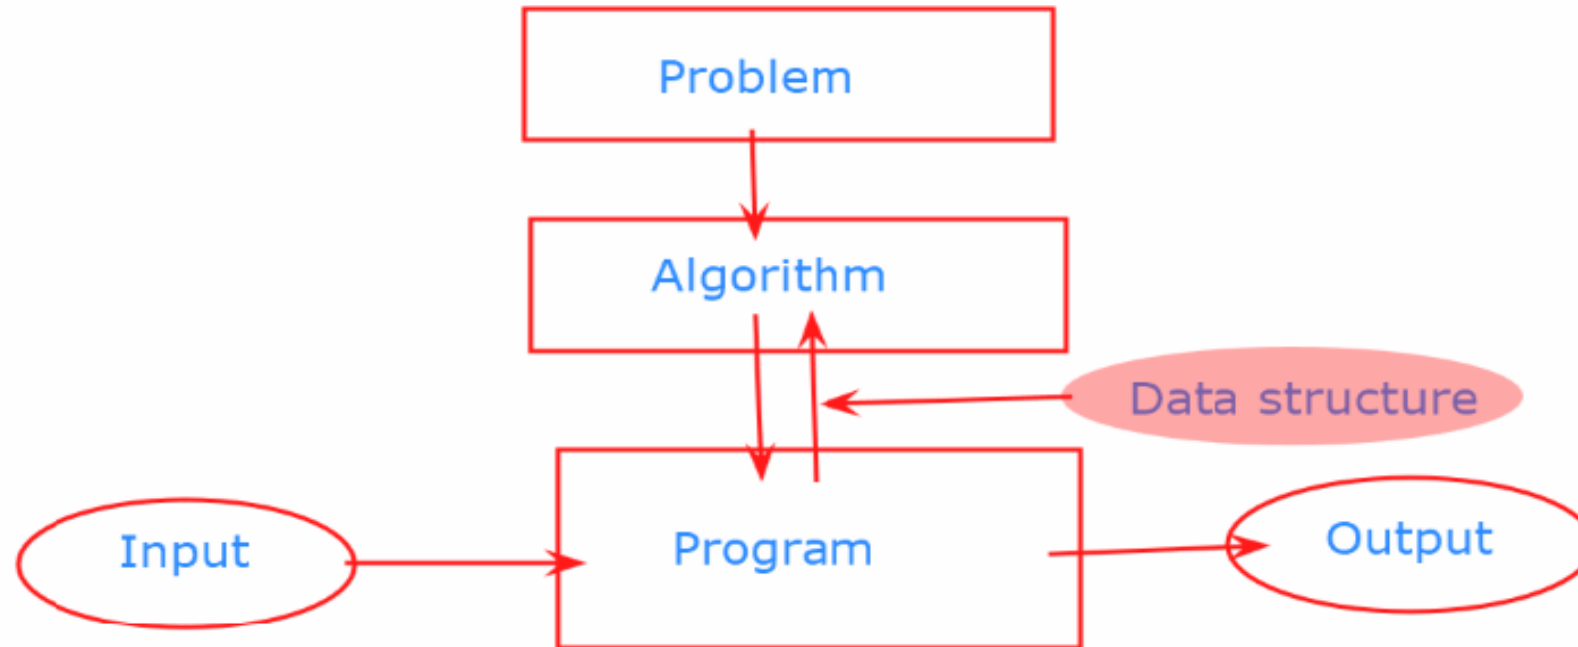 Problem
Algorithm
Data structure
Input
Program
Output